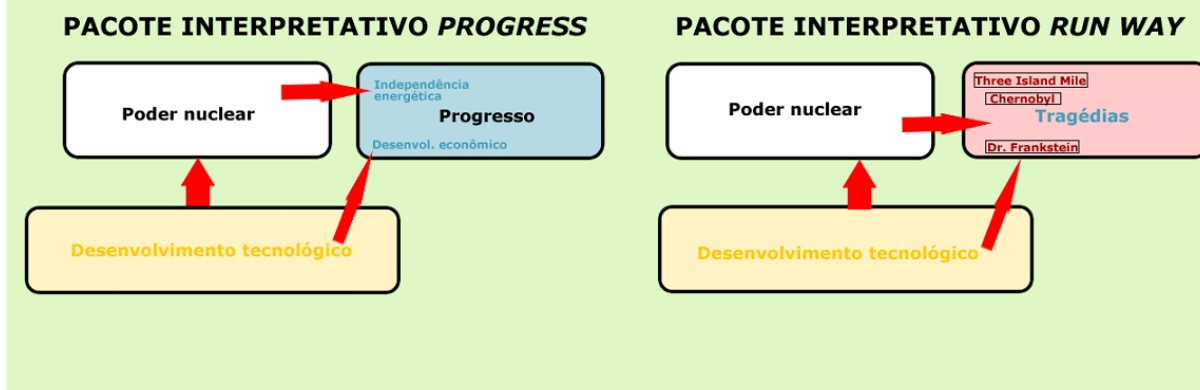 PACOTE INTERPRETATIVO PROGRESS
Poder nuclear
Independência
energética
Progresso
Desenvol. econômico
Desenvolvimento tecnológico
PACOTE INTERPRETATIVO RUN WAY
Poder nuclear
Three Island Mile
Chernobyl
Tragédias
Dr. Frankstein
Desenvolvimento tecnológico